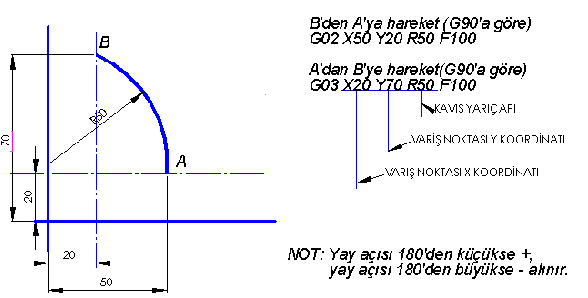 B'den A'ya hareket (G90'a göre)
G02 X50 Y20 R50 F100
A'dan B'ye hareket(G90'a göre)
G03 X20 Y70 R50 F100
KAVİS YARIÇAPI
VARIŞ NOKTASI Y KOORDİNATI
VARIŞ NOKTASI X KOORDİNATI
B
R50
A
70
20
20
50
NOT: Yay açısı 180'den küçükse +,
yay açısı 180'den büyükse - alınır.